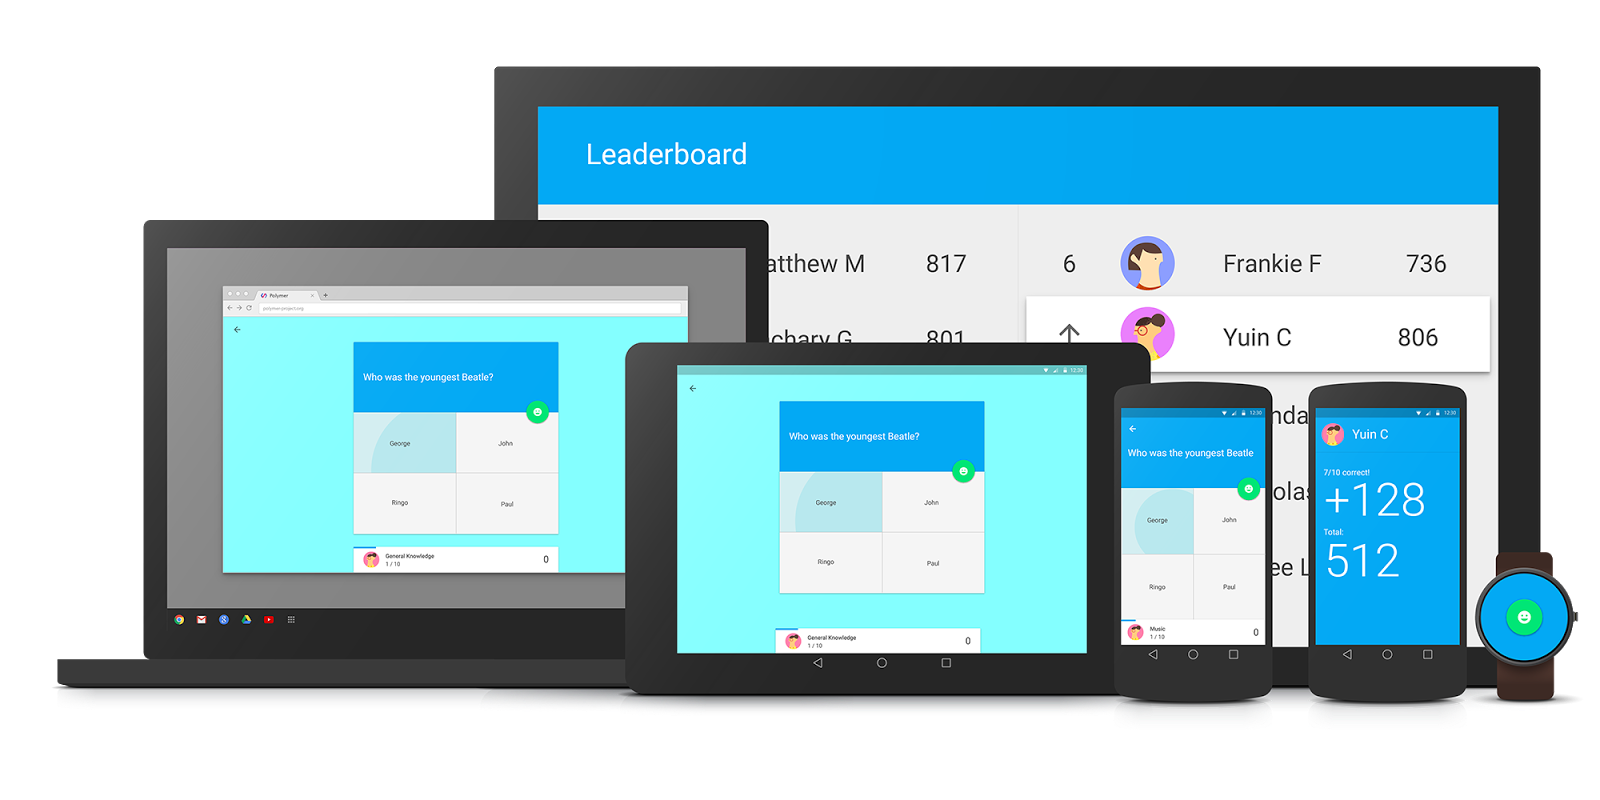 Leaderboard
atthew M 817
chary G 801
6 Frankie F 736
Yuin C 806
nda
olas
ee L
Polymer
Who was the youngest Beatle?
George John
Ringo Paul
General Knowledge 0
1 / 10
12:30
Who was the youngest Beatle?
George John
Ringo Paul
General Knowledge 0
1 / 10
12:30
Who was the youngest Beatle
George John
Ringo Paul
Music 0
1 / 10
12:30
Yuin C
7/10 correct!
+128
Total:
512